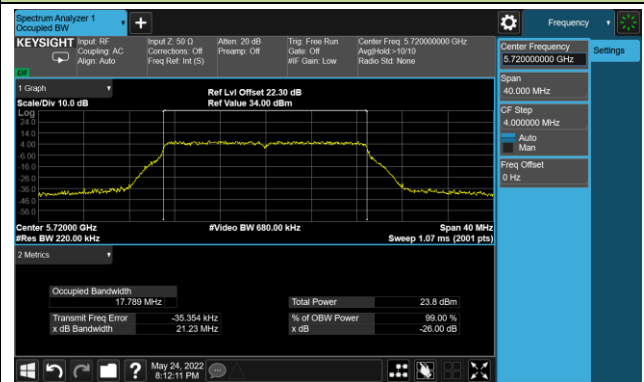 Spectrum Analyzer 1
Occupied BW
Frequency
KEYSIGHT
Input: RF
Coupling: AC
Align: Auto
Input Z: 50 Ω
Corrections: Off
Freq Ref: Int (S)
Atten: 20 dB
Preamp: Off
Trig: Free Run
Gate: Off
#IF Gain: Low
Center Freq: 5.720000000 GHz
Avg|Hold:>10/10
Radio Std: None
Center Frequency
5.720000000 GHz
Settings
Span
40.000 MHz
CF Step
4.000000 MHz
Auto
Man
Freq Offset
0 Hz
1 Graph
Scale/Div 10.0 dB
Ref Lvl Offset 22.30 dB
Ref Value 34.00 dBm
Log
24.0
14.0
4.00
-6.00
-16.0
-26.0
-36.0
-46.0
-56.0
Center 5.72000 GHz
#Video BW 680.00 kHz
Span 40 MHz
#Res BW 220.00 kHz
Sweep 1.07 ms (2001 pts)
2 Metrics
Occupied Bandwidth
17.789 MHz
Total Power
23.8 dBm
Transmit Freq Error
-35.354 kHz
% of OBW Power
99.00 %
x dB Bandwidth
21.23 MHz
x dB
-26.00 dB
?
May 24, 2022
8:12:11 PM